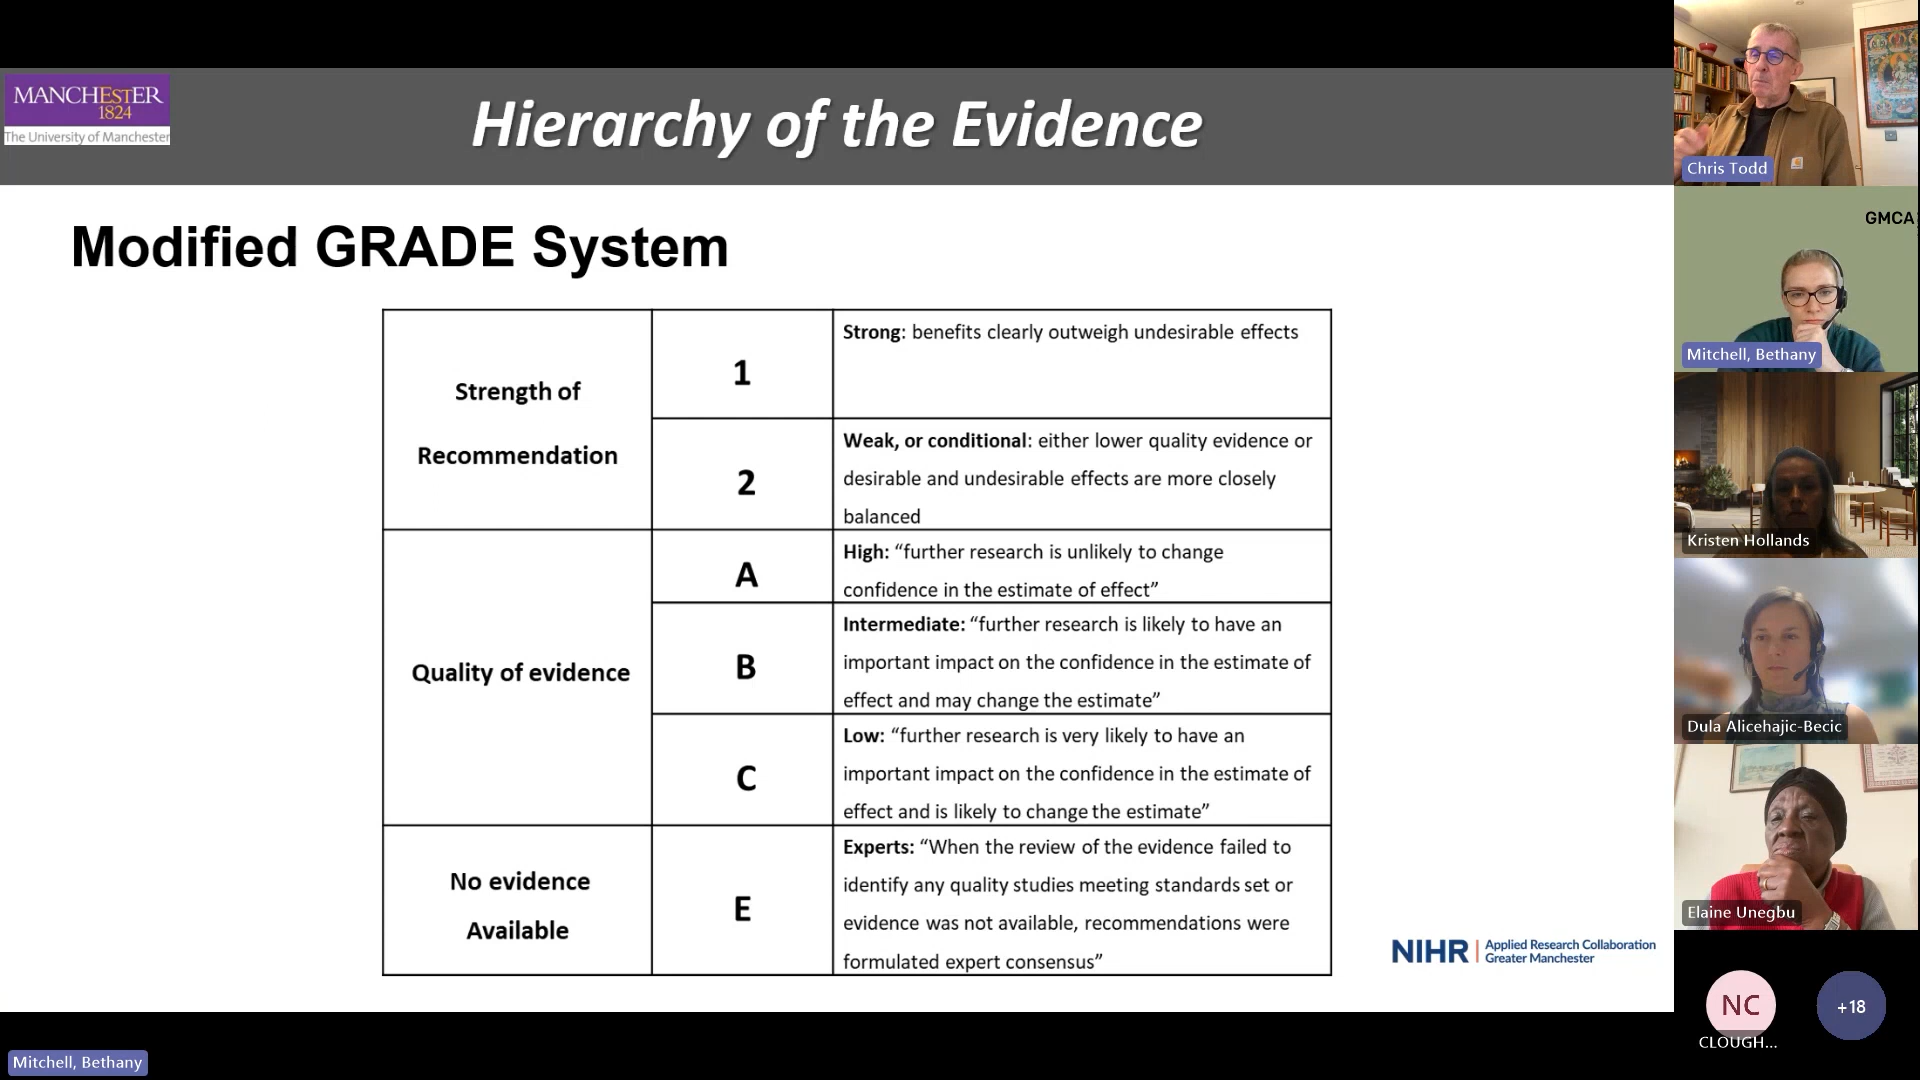 MANCHESTER
1824
The University of Manchester
Hierarchy of the Evidence
Modified GRADE System
Strength of
Recommendation
1
Strong: benefits clearly outweigh undesirable effects
2
Weak, or conditional: either lower quality evidence or
desirable and undesirable effects are more closely
balanced
Quality of evidence
A
High: “further research is unlikely to change
confidence in the estimate of effect”
B
Intermediate: “further research is likely to have an
important impact on the confidence in the estimate of
effect and may change the estimate”
C
Low: “further research is very likely to have an
important impact on the confidence in the estimate of
effect and is likely to change the estimate”
No evidence
Available
E
Experts: “When the review of the evidence failed to
identify any quality studies meeting standards set or
evidence was not available, recommendations were
formulated expert consensus”
NIHR
Applied Research Collaboration
Greater Manchester
Chris Todd
GMCA
Mitchell, Bethany
Kristen Hollands
Dula Alicehajic-Becic
Elaine Unegbu
NC
CLOUGH...
+18
Mitchell, Bethany